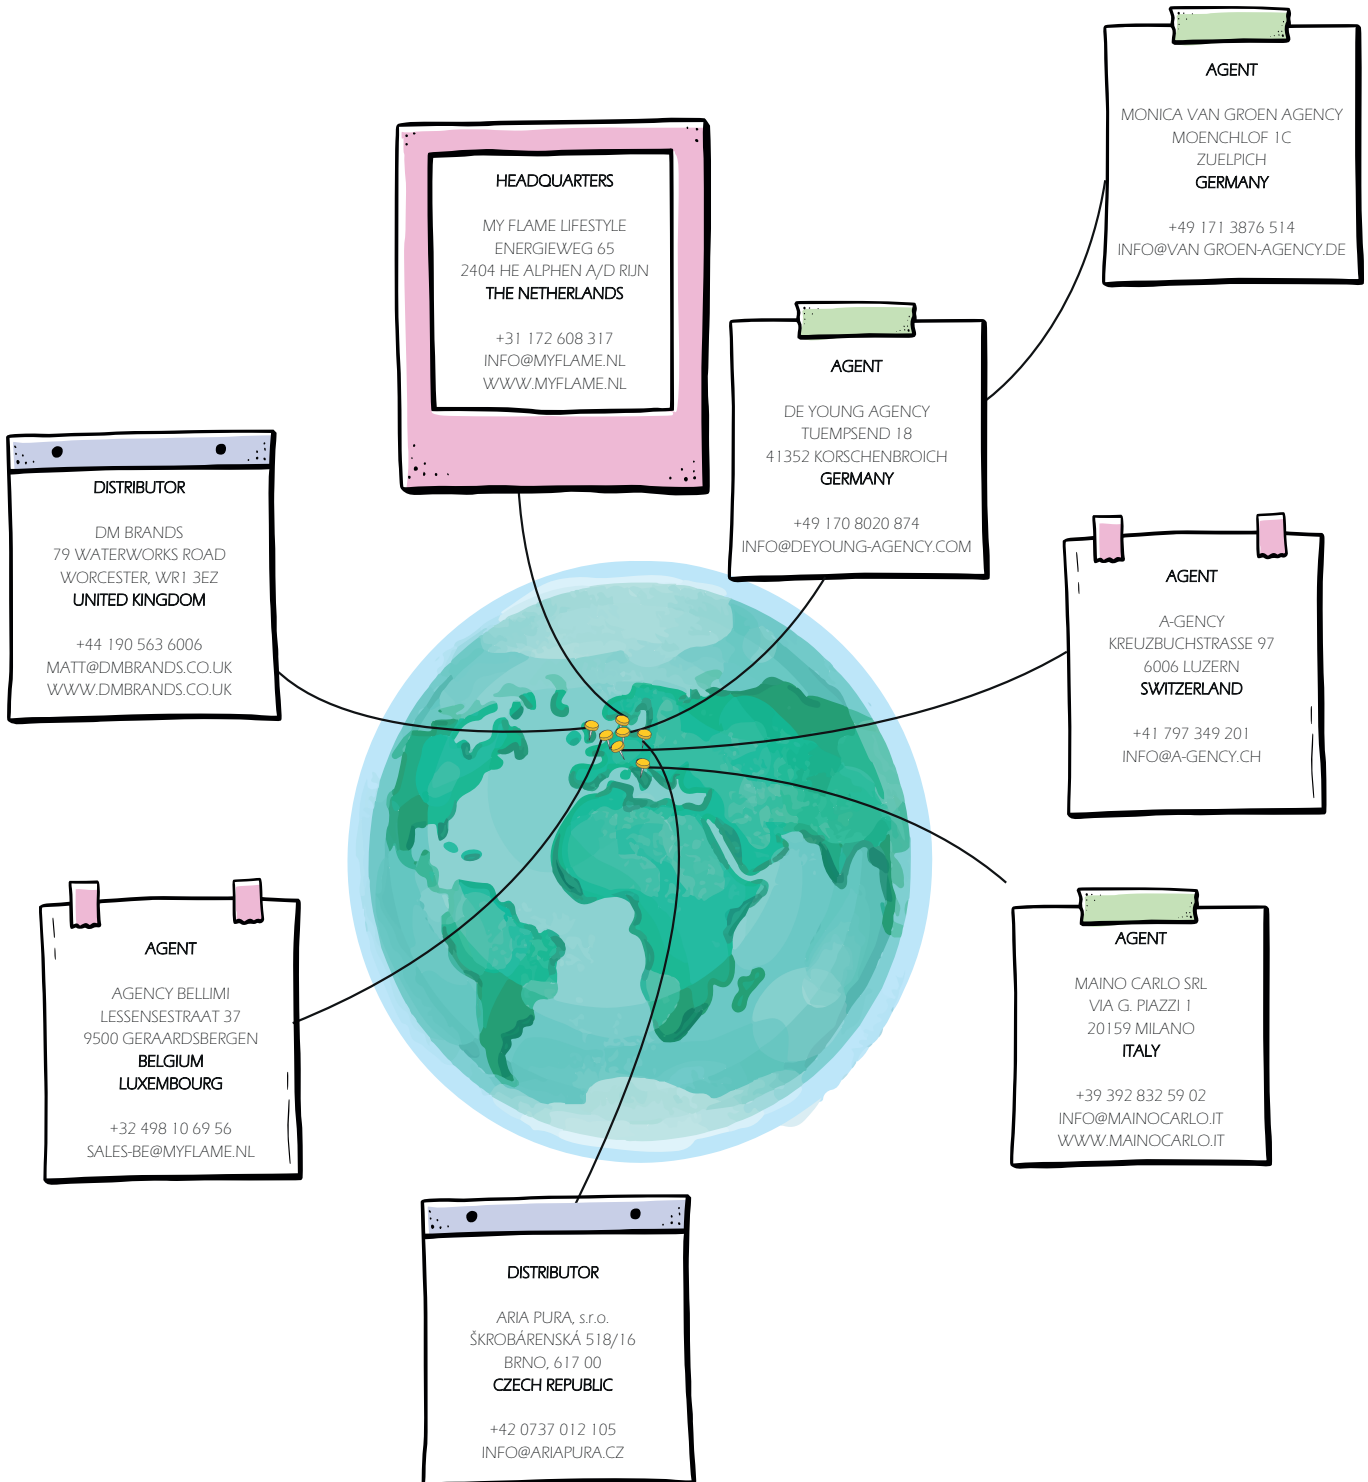 AGENT
MONICA VAN GROEN AGENCY
MOENCHLOF 1C
ZUELPICH
GERMANY
+49 171 3876 514
INFO@VAN GROEN-AGENCY.DE
HEADQUARTERS
MY FLAME LIFESTYLE
ENERGIEWEG 65
2404 HE ALPHEN A/D RIJN
THE NETHERLANDS
+31 172 608 317
INFO@MYFLAME.NL
WWW.MYFLAME.NL
AGENT
DE YOUNG AGENCY
TUEMPSEND 18
41352 KORSCHENBROICH
GERMANY
+49 170 8020 874
INFO@DEYOUNG-AGENCY.COM
DISTRIBUTOR
DM BRANDS
79 WATERWORKS ROAD
WORCESTER, WR1 3EZ
UNITED KINGDOM
+44 190 563 6006
MATT@DMBRANDS.CO.UK
WWW.DMBRANDS.CO.UK
AGENT
A-GENCY
KREUZBUCHSTRASSE 97
6006 LUZERN
SWITZERLAND
+41 797 349 201
INFO@A-GENCY.CH
AGENT
AGENCY BELLIMI
LESSENSESTRAAT 37
9500 GERAARDSBERGEN
BELGIUM
LUXEMBOURG
+32 498 10 69 56
SALES-BE@MYFLAME.NL
AGENT
MAINO CARLO SRL
VIA G. PIAZZI 1
20159 MILANO
ITALY
+39 392 832 59 02
INFO@MAINOCARLO.IT
WWW.MAINOCARLO.IT
DISTRIBUTOR
ARIA PURA, s.r.o.
ŠKROBÁRENSKÁ 518/16
BRNO, 617 00
CZECH REPUBLIC
+42 0737 012 105
INFO@ARIAPURA.CZ